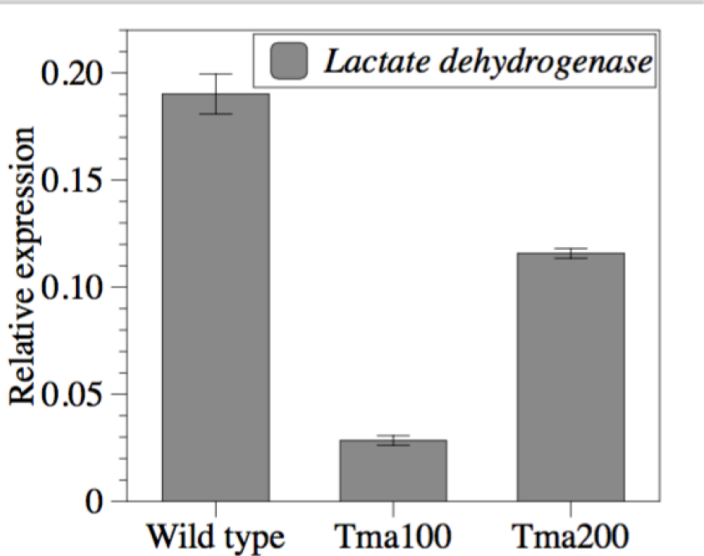 Lactate dehydrogenase
Relative expression
0.20
0.15
0.10
0.05
0
Wild type Tma100 Tma200